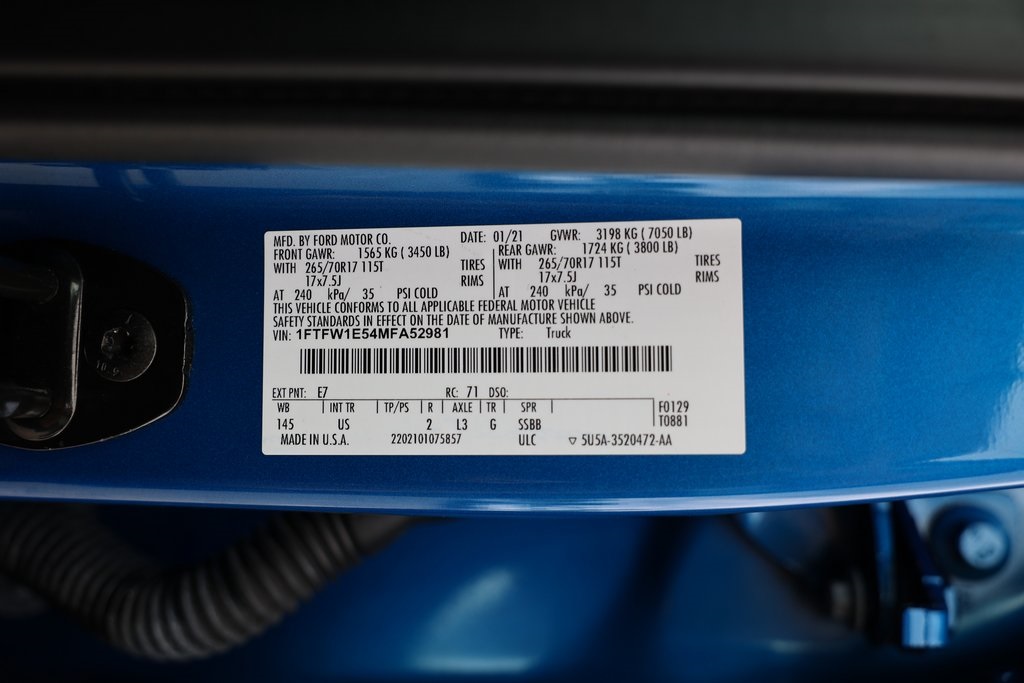 MFD. BY FORD MOTOR CO. DATE: 01/21 GVWR: 3198 KG ( 7050 LB)
FRONT GAWR: 1565 KG ( 3450 LB) REAR GAWR: 1724 KG ( 3800 LB)
WITH 265/70R17 115T TIRES WITH 265/70R17 115T TIRES
17x7.5J RIMS 17x7.5J RIMS
AT 240 kPa/ 35 PSI COLD AT 240 kPa/ 35 PSI COLD
THIS VEHICLE CONFORMS TO ALL APPLICABLE FEDERAL MOTOR VEHICLE
SAFETY STANDARDS IN EFFECT ON THE DATE OF MANUFACTURE SHOWN ABOVE.
VIN: 1FTFW1E54MFA52981 TYPE: Truck
EXT PNT: E7 RC: 71 DSO:
WB INT TR TP/PS R AXLE TR SPR F0129
145 US 2 L3 G SSBB T0881
MADE IN U.S.A. 2202101075857 ULC ▽ 5U5A-3520472-AA
10.9